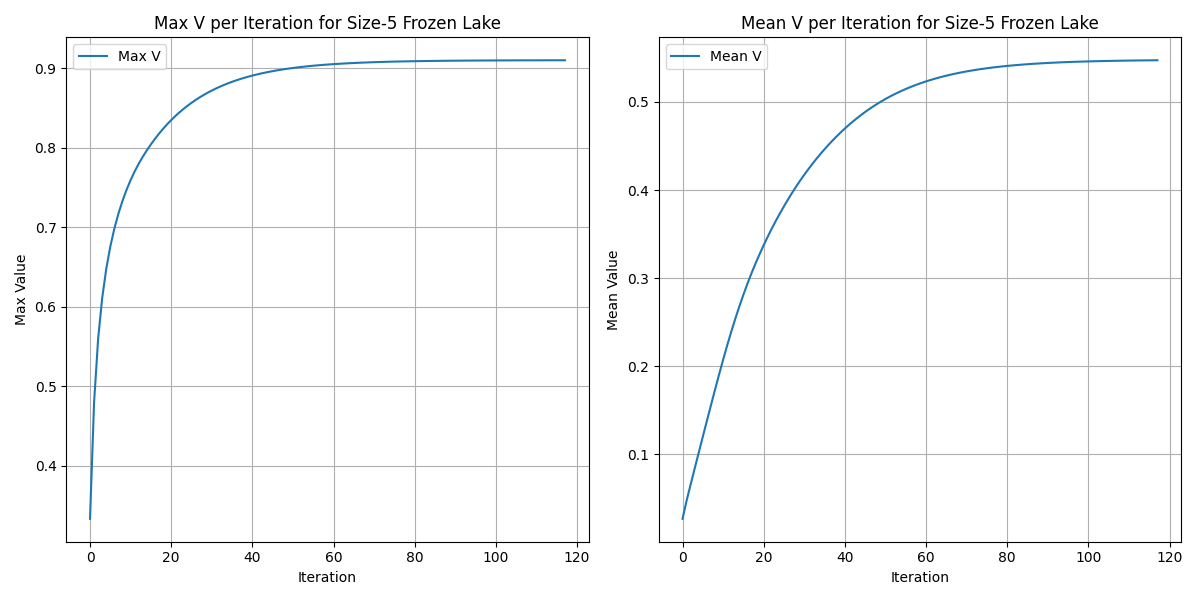 Max V per Iteration for Size-5 Frozen Lake
Max V
Max Value
0.9
0.8
0.7
0.6
0.5
0.4
0 20 40 60 80 100 120
Iteration
Mean V per Iteration for Size-5 Frozen Lake
Mean V
Mean Value
0.5
0.4
0.3
0.2
0.1
0 20 40 60 80 100 120
Iteration